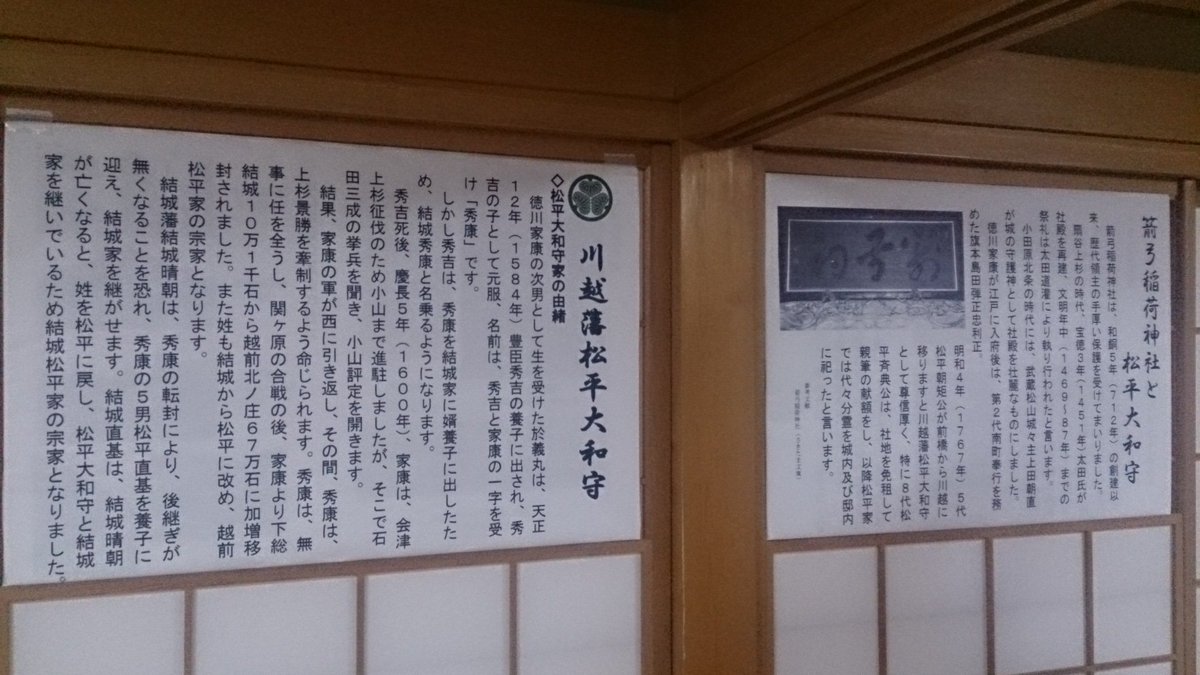 箭弓稲荷神社と
松平大和守
箭弓稲荷神社は、和銅5年(712年)の創建以
来、歴代領主の手厚い保護を受けてまいりました。
扇谷上杉の時代、宝徳3年(1451年)太田氏が
社殿を再建、文明年中(1469~87年)までの
祭礼は太田道灌により執り行われたと言います。
小田原北条の時代には、武蔵松山城々主上田朝直
が城の守護神として社殿を壮麗なものにしました。
徳川家康が江戸に入府後は、第2代南町奉行を務
めた旗本島田弾正忠利正。
明和4年(1767年)5代
松平朝矩公が前橋から川越に
移りますと川越藩松平大和守
として尊信厚く、特に8代松
平斉典公は、社地を免租して
親筆の献額をし、以降松平家
では代々分霊を城内及び邸内
に祀ったと言います。
参考文献
川越藩松平大和守
◇松平大和守家の由緒
徳川家康の次男として生を受けた於義丸は、天正
12年(1584年)豊臣秀吉の養子に出され、秀
吉の子として元服、名前は、秀吉と家康の一字を受
け「秀康」です。
しかし秀吉は、秀康を結城家に婿養子に出したた
め、結城秀康と名乗るようになります。
秀吉死後、慶長5年(1600年)、家康は、会津
上杉征伐のため小山まで進駐しましたが、そこで石
田三成の挙兵を聞き、小山評定を開きます。
結果、家康の軍が西に引き返し、その間、秀康は、
上杉景勝を牽制するよう命じられます。秀康は、無
事に任を全うし、関ヶ原の合戦の後、家康より下総
結城10万1千石から越前北ノ庄67万石に加増移
封されました。また姓も結城から松平に改め、越前
松平家の宗家となります。
結城藩結城晴朝は、秀康の転封により、後継ぎが
無くなることを恐れ、秀康の5男松平直基を養子に
迎え、結城家を継がせます。結城直基は、結城晴朝
が亡くなると、姓を松平に戻し、松平大和守と結城
家を継いでいるため結城松平家の宗家となりました。